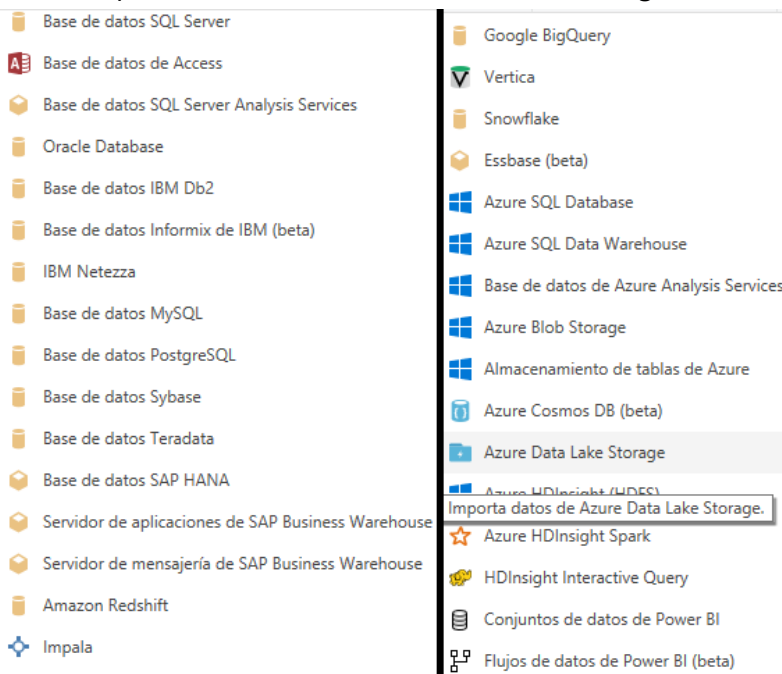 Base de datos SQL Server
Base de datos de Access
Base de datos SQL Server Analysis Services
Oracle Database
Base de datos IBM Db2
Base de datos Informix de IBM (beta)
IBM Netezza
Base de datos MySQL
Base de datos PostgreSQL
Base de datos Sybase
Base de datos Teradata
Base de datos SAP HANA
Servidor de aplicaciones de SAP Business Warehouse
Servidor de mensajería de SAP Business Warehouse
Amazon Redshift
Impala
Google BigQuery
Vertica
Snowflake
Essbase (beta)
Azure SQL Database
Azure SQL Data Warehouse
Base de datos de Azure Analysis Services
Azure Blob Storage
Almacenamiento de tablas de Azure
Azure Cosmos DB (beta)
Azure Data Lake Storage
Azure HDInsight (HDFS)
Importa datos de Azure Data Lake Storage.
Azure HDInsight Spark
HDInsight Interactive Query
Conjuntos de datos de Power BI
Flujos de datos de Power BI (beta)